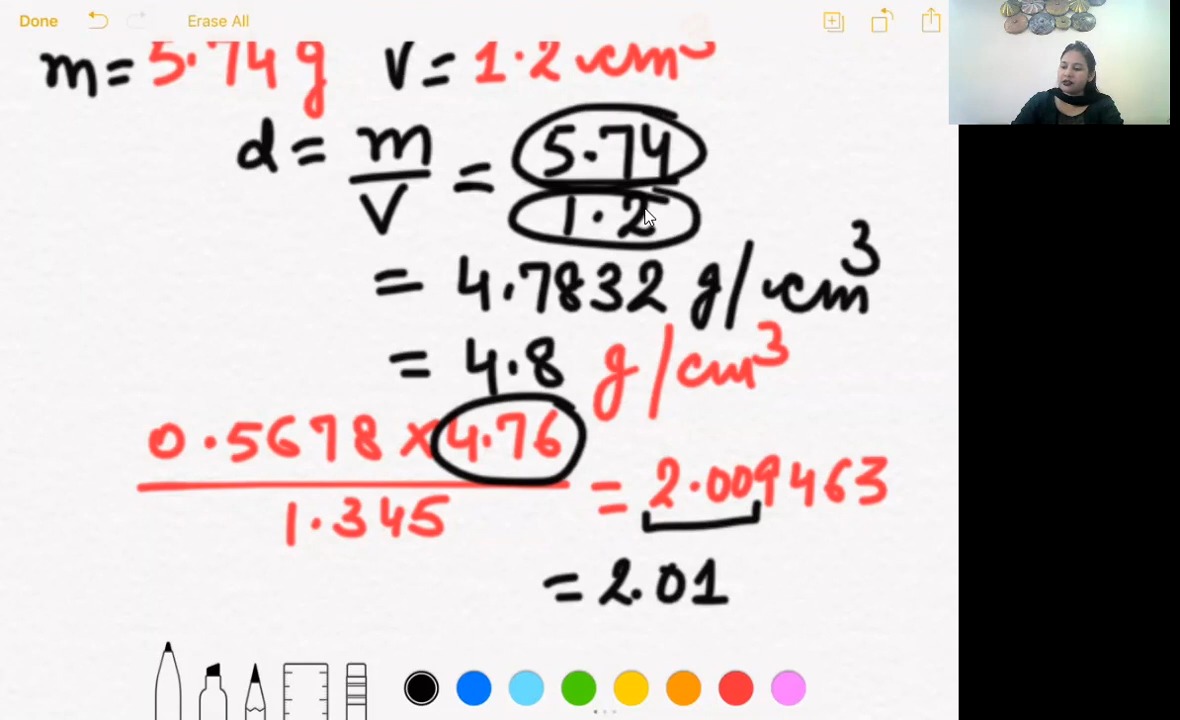 Done Erase All
m = 5.74 g V = 1.2 cm³
d = m/V = 5.74/1.2
= 4.7832 g/cm³
= 4.8 g/cm³
0.5678 × 4.76
1.345
= 2.009463
= 2.01